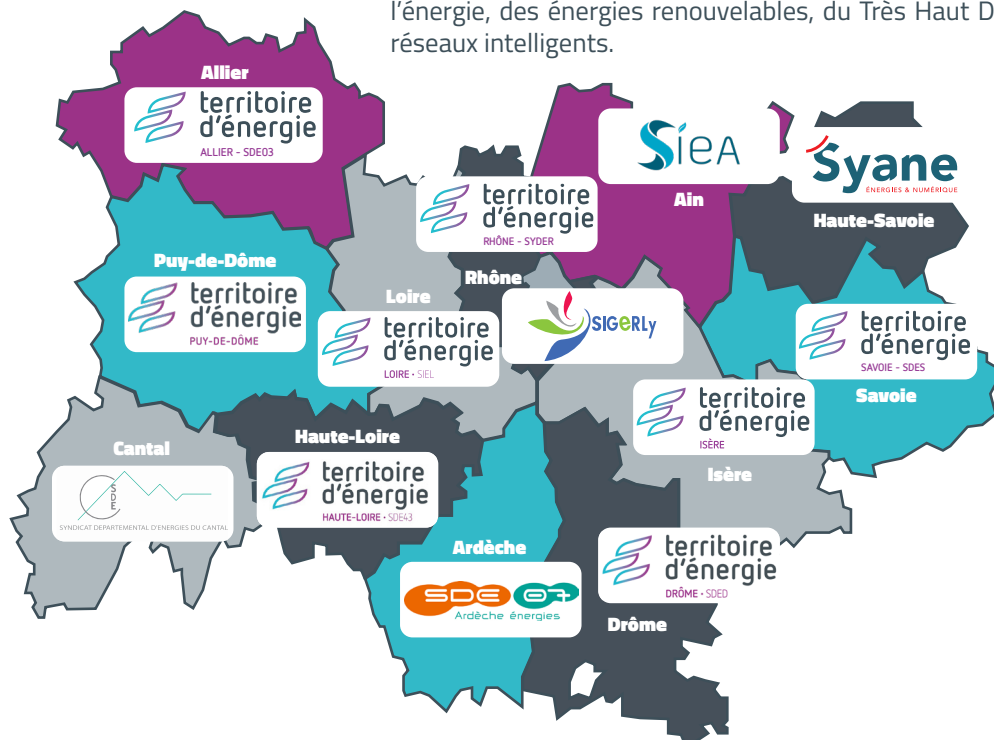 l'énergie, des énergies renouvelables, du Très Haut D
réseaux intelligents.
Allier
territoire
d'énergie
ALLIER - SDE03
SIeA
Ain
Syane
ÉNERGIES & NUMÉRIQUE
Haute-Savoie
territoire
d'énergie
RHÔNE - SYDER
Rhône
Puy-de-Dôme
territoire
d'énergie
PUY-DE-DÔME
Loire
territoire
d'énergie
LOIRE • SIEL
SIGERLY
territoire
d'énergie
SAVOIE - SDES
Savoie
territoire
d'énergie
ISÈRE
Isère
Cantal
SDE
SYNDICAT DEPARTEMENTAL D'ENERGIES DU CANTAL
Haute-Loire
territoire
d'énergie
HAUTE-LOIRE • SDE43
Ardèche
SDE 07
Ardèche énergies
territoire
d'énergie
DRÔME • SDED
Drôme